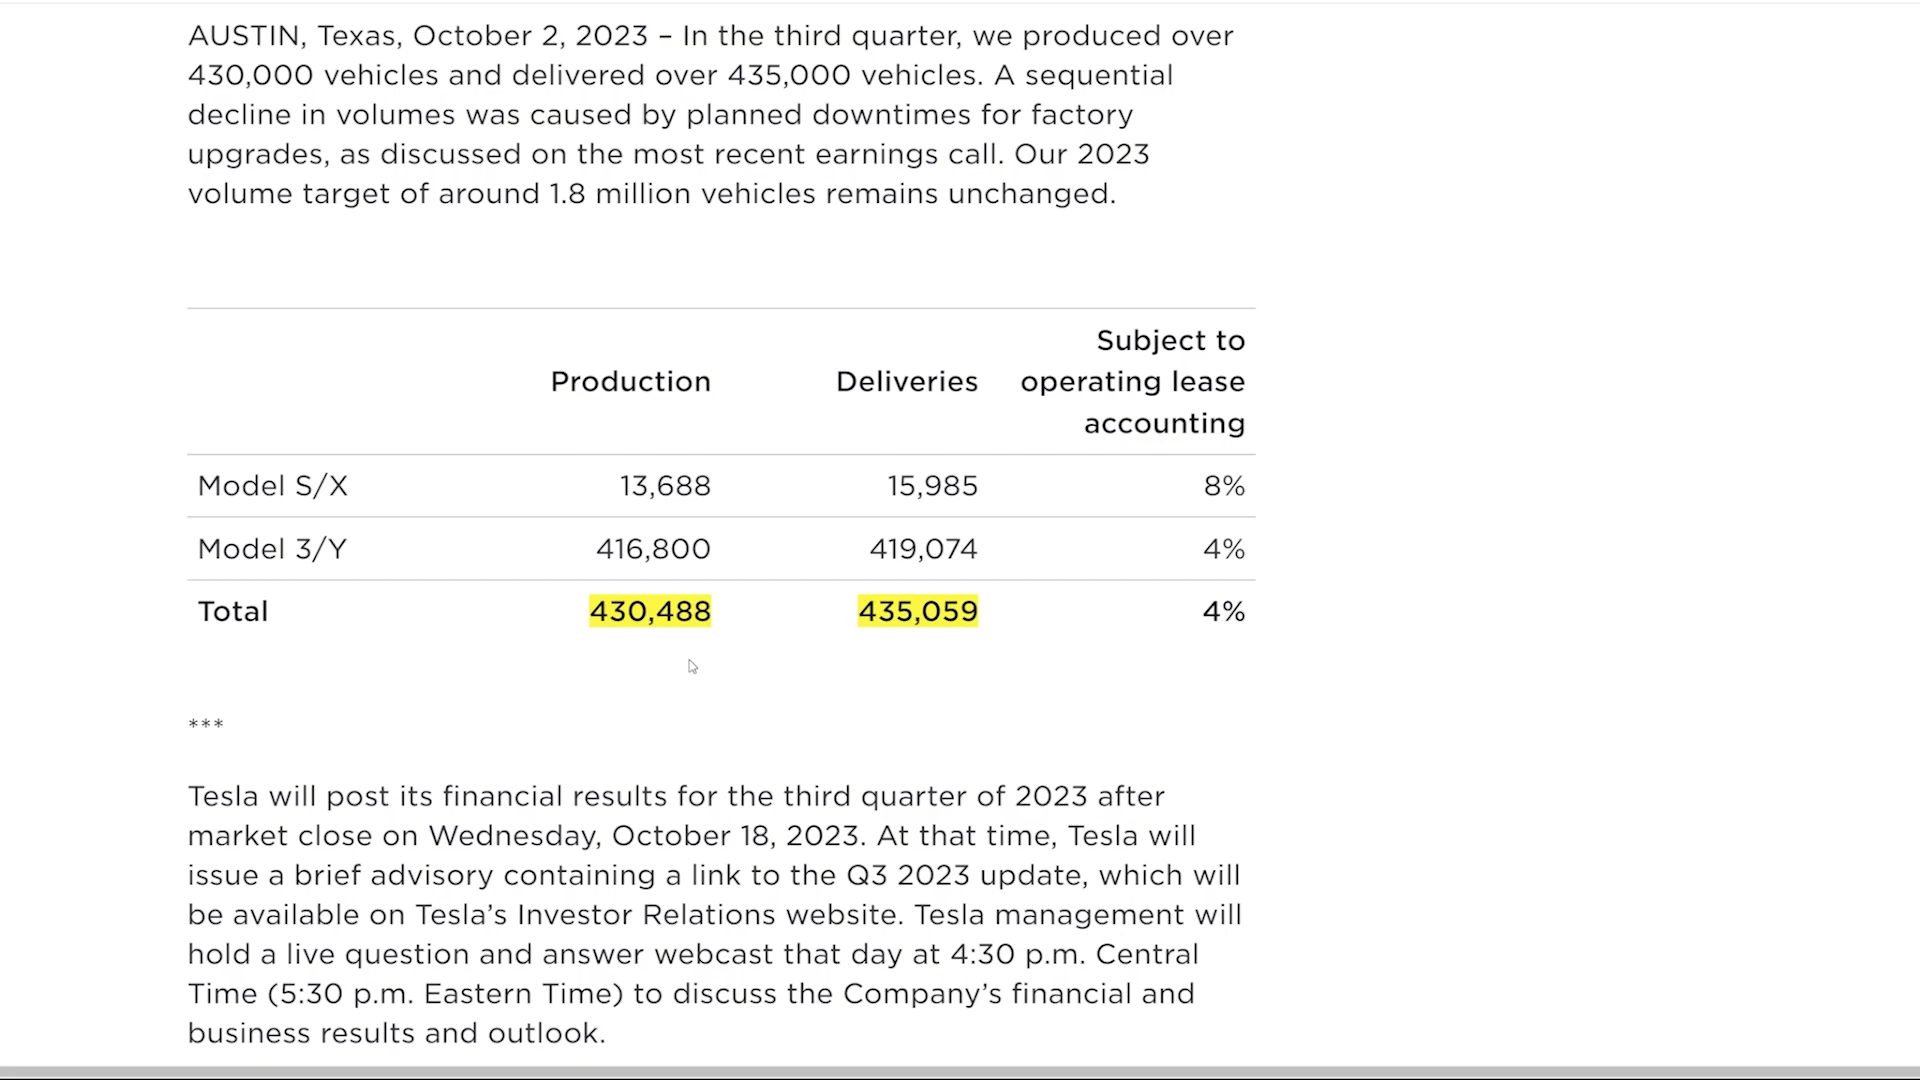 AUSTIN, Texas, October 2, 2023 – In the third quarter, we produced over
430,000 vehicles and delivered over 435,000 vehicles. A sequential
decline in volumes was caused by planned downtimes for factory
upgrades, as discussed on the most recent earnings call. Our 2023
volume target of around 1.8 million vehicles remains unchanged.
Subject to
Production Deliveries operating lease
accounting
Model S/X 13,688 15,985 8%
Model 3/Y 416,800 419,074 4%
Total 430,488 435,059 4%
***
Tesla will post its financial results for the third quarter of 2023 after
market close on Wednesday, October 18, 2023. At that time, Tesla will
issue a brief advisory containing a link to the Q3 2023 update, which will
be available on Tesla’s Investor Relations website. Tesla management will
hold a live question and answer webcast that day at 4:30 p.m. Central
Time (5:30 p.m. Eastern Time) to discuss the Company’s financial and
business results and outlook.